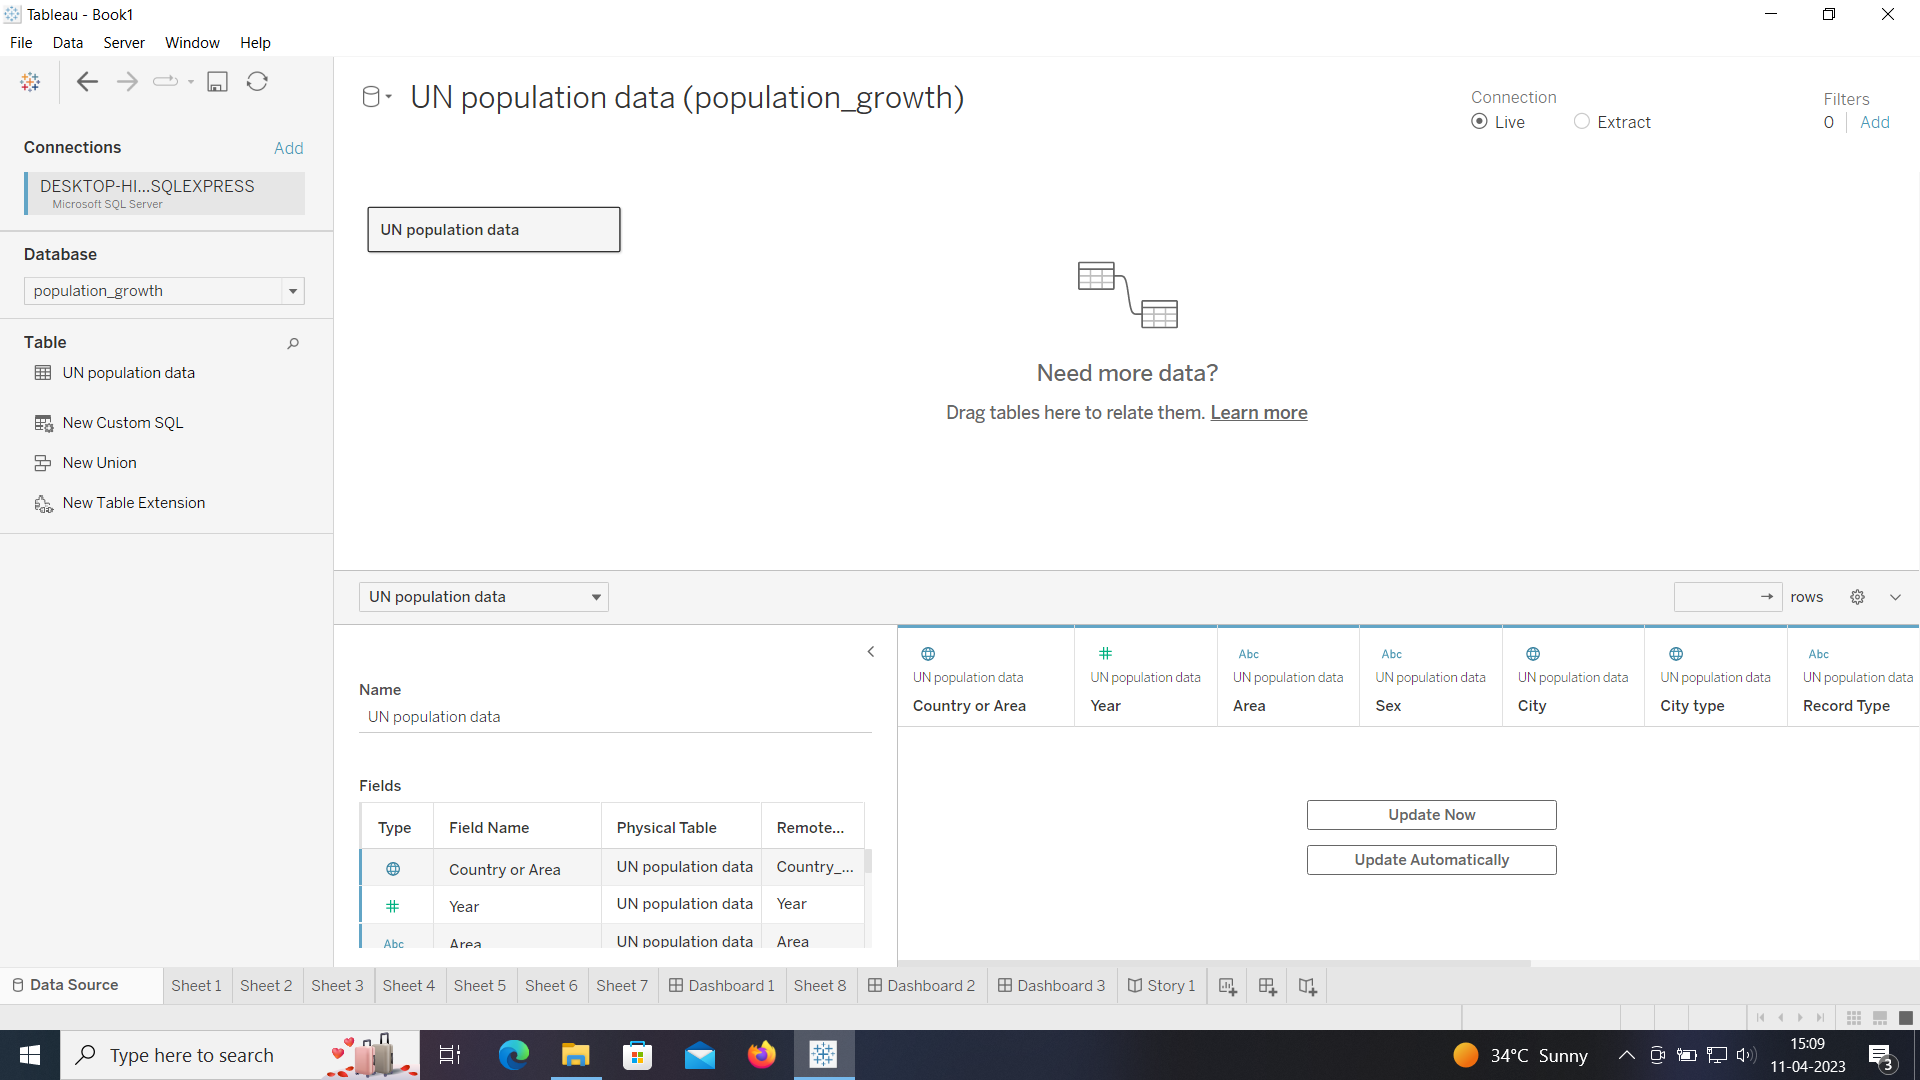 Tableau - Book1
File Data Server Window Help
UN population data (population_growth)
Connection
Live Extract
Filters
0 Add
Connections Add
DESKTOP-HI...SQLEXPRESS
Microsoft SQL Server
Database
population_growth
Table
UN population data
New Custom SQL
New Union
New Table Extension
UN population data
Need more data?
Drag tables here to relate them. Learn more
UN population data
rows
Name
UN population data
Fields
Type Field Name Physical Table Remote...
Country or Area UN population data Country_...
Year UN population data Year
Abc Area UN population data Area
Abc Abc Abc
UN population data UN population data UN population data UN population data UN population data UN population data UN population data
Country or Area Year Area Sex City City type Record Type
Update Now
Update Automatically
Data Source Sheet 1 Sheet 2 Sheet 3 Sheet 4 Sheet 5 Sheet 6 Sheet 7 Dashboard 1 Sheet 8 Dashboard 2 Dashboard 3 Story 1
Type here to search
34°C Sunny
15:09
11-04-2023
3